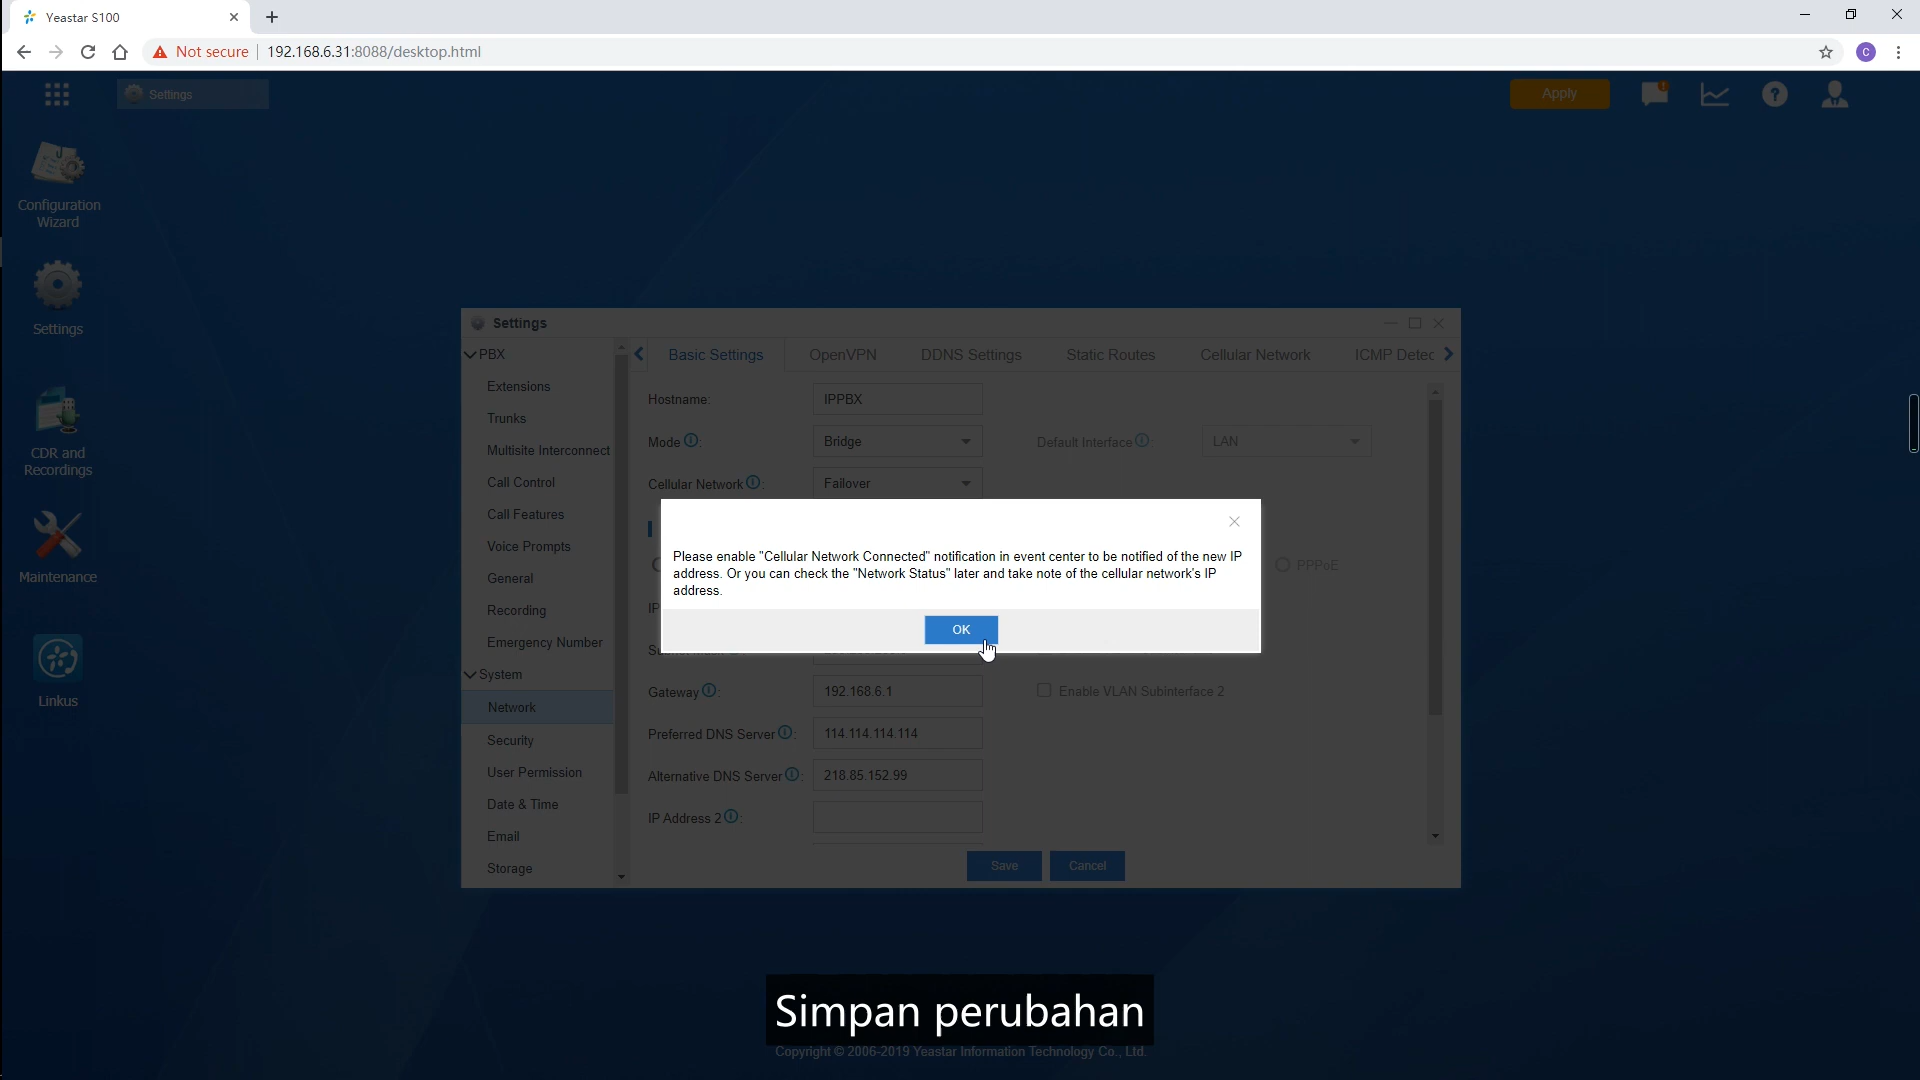 Yeastar S100
Not secure
192.168.6.31:8088/desktop.html
C
Settings
Apply
Configuration
Wizard
Settings
CDR and
Recordings
Maintenance
Linkus
Settings
PBX
Extensions
Trunks
Multisite Interconnect
Call Control
Call Features
Voice Prompts
General
Recording
Emergency Number
System
Network
Security
User Permission
Date & Time
Email
Storage
Basic Settings
OpenVPN
DDNS Settings
Static Routes
Cellular Network
ICMP Detec
Hostname:
IPPBX
Mode :
Bridge
Default Interface :
LAN
Cellular Network :
Failover
Please enable "Cellular Network Connected" notification in event center to be notified of the new IP
address. Or you can check the "Network Status" later and take note of the cellular network's IP
address.
OK
PPPoE
IP
Gateway :
192.168.6.1
Enable VLAN Subinterface 2
Preferred DNS Server :
114.114.114.114
Alternative DNS Server :
218.85.152.99
IP Address 2 :
Save
Cancel
Simpan perubahan
Copyright © 2006-2019 Yeastar Information Technology Co., Ltd.